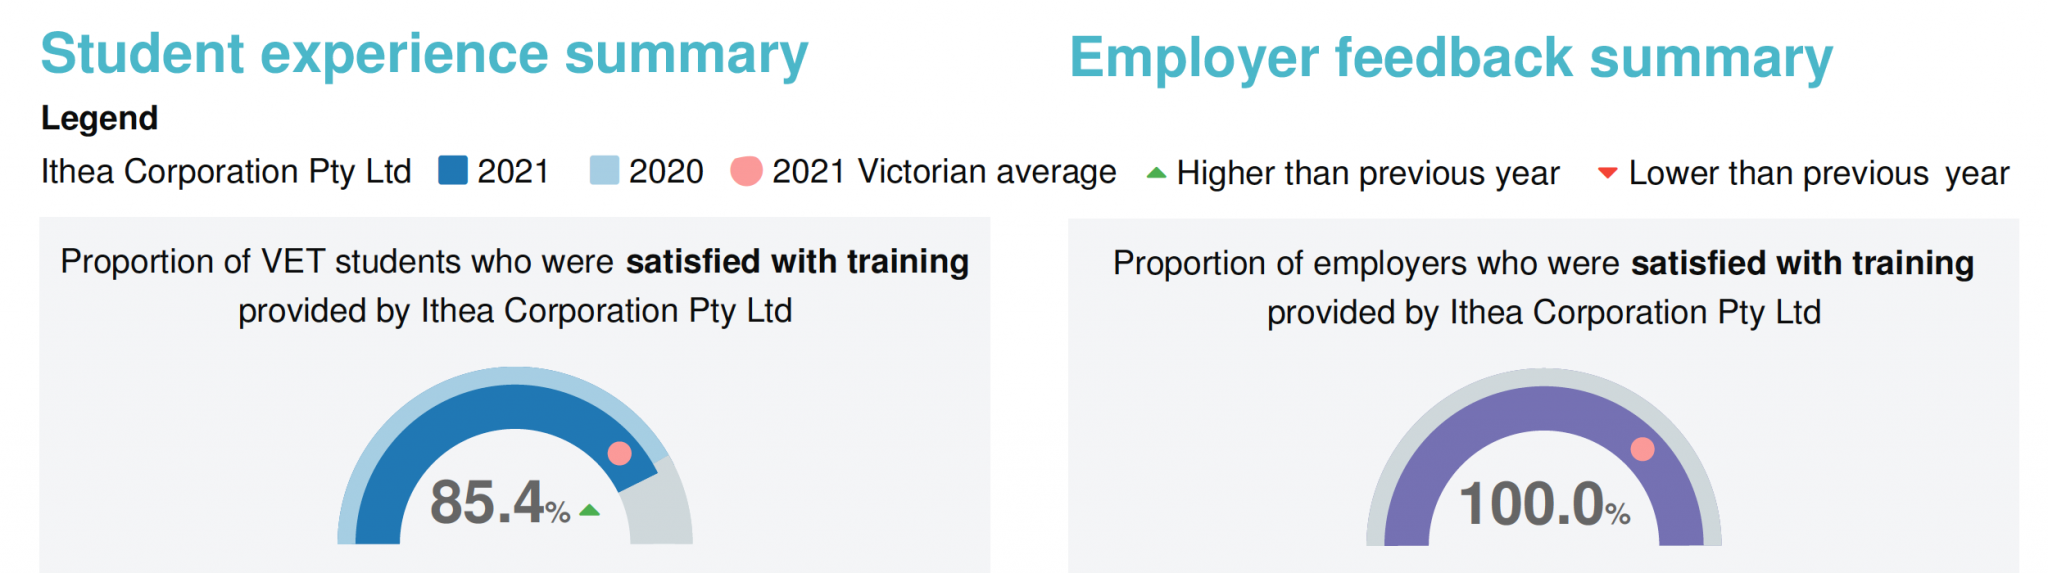 Student experience summary
Employer feedback summary
Legend
Ithea Corporation Pty Ltd 2021 2020 2021 Victorian average Higher than previous year Lower than previous year
Proportion of VET students who were satisfied with training
provided by Ithea Corporation Pty Ltd
85.4%
Proportion of employers who were satisfied with training
provided by Ithea Corporation Pty Ltd
100.0%